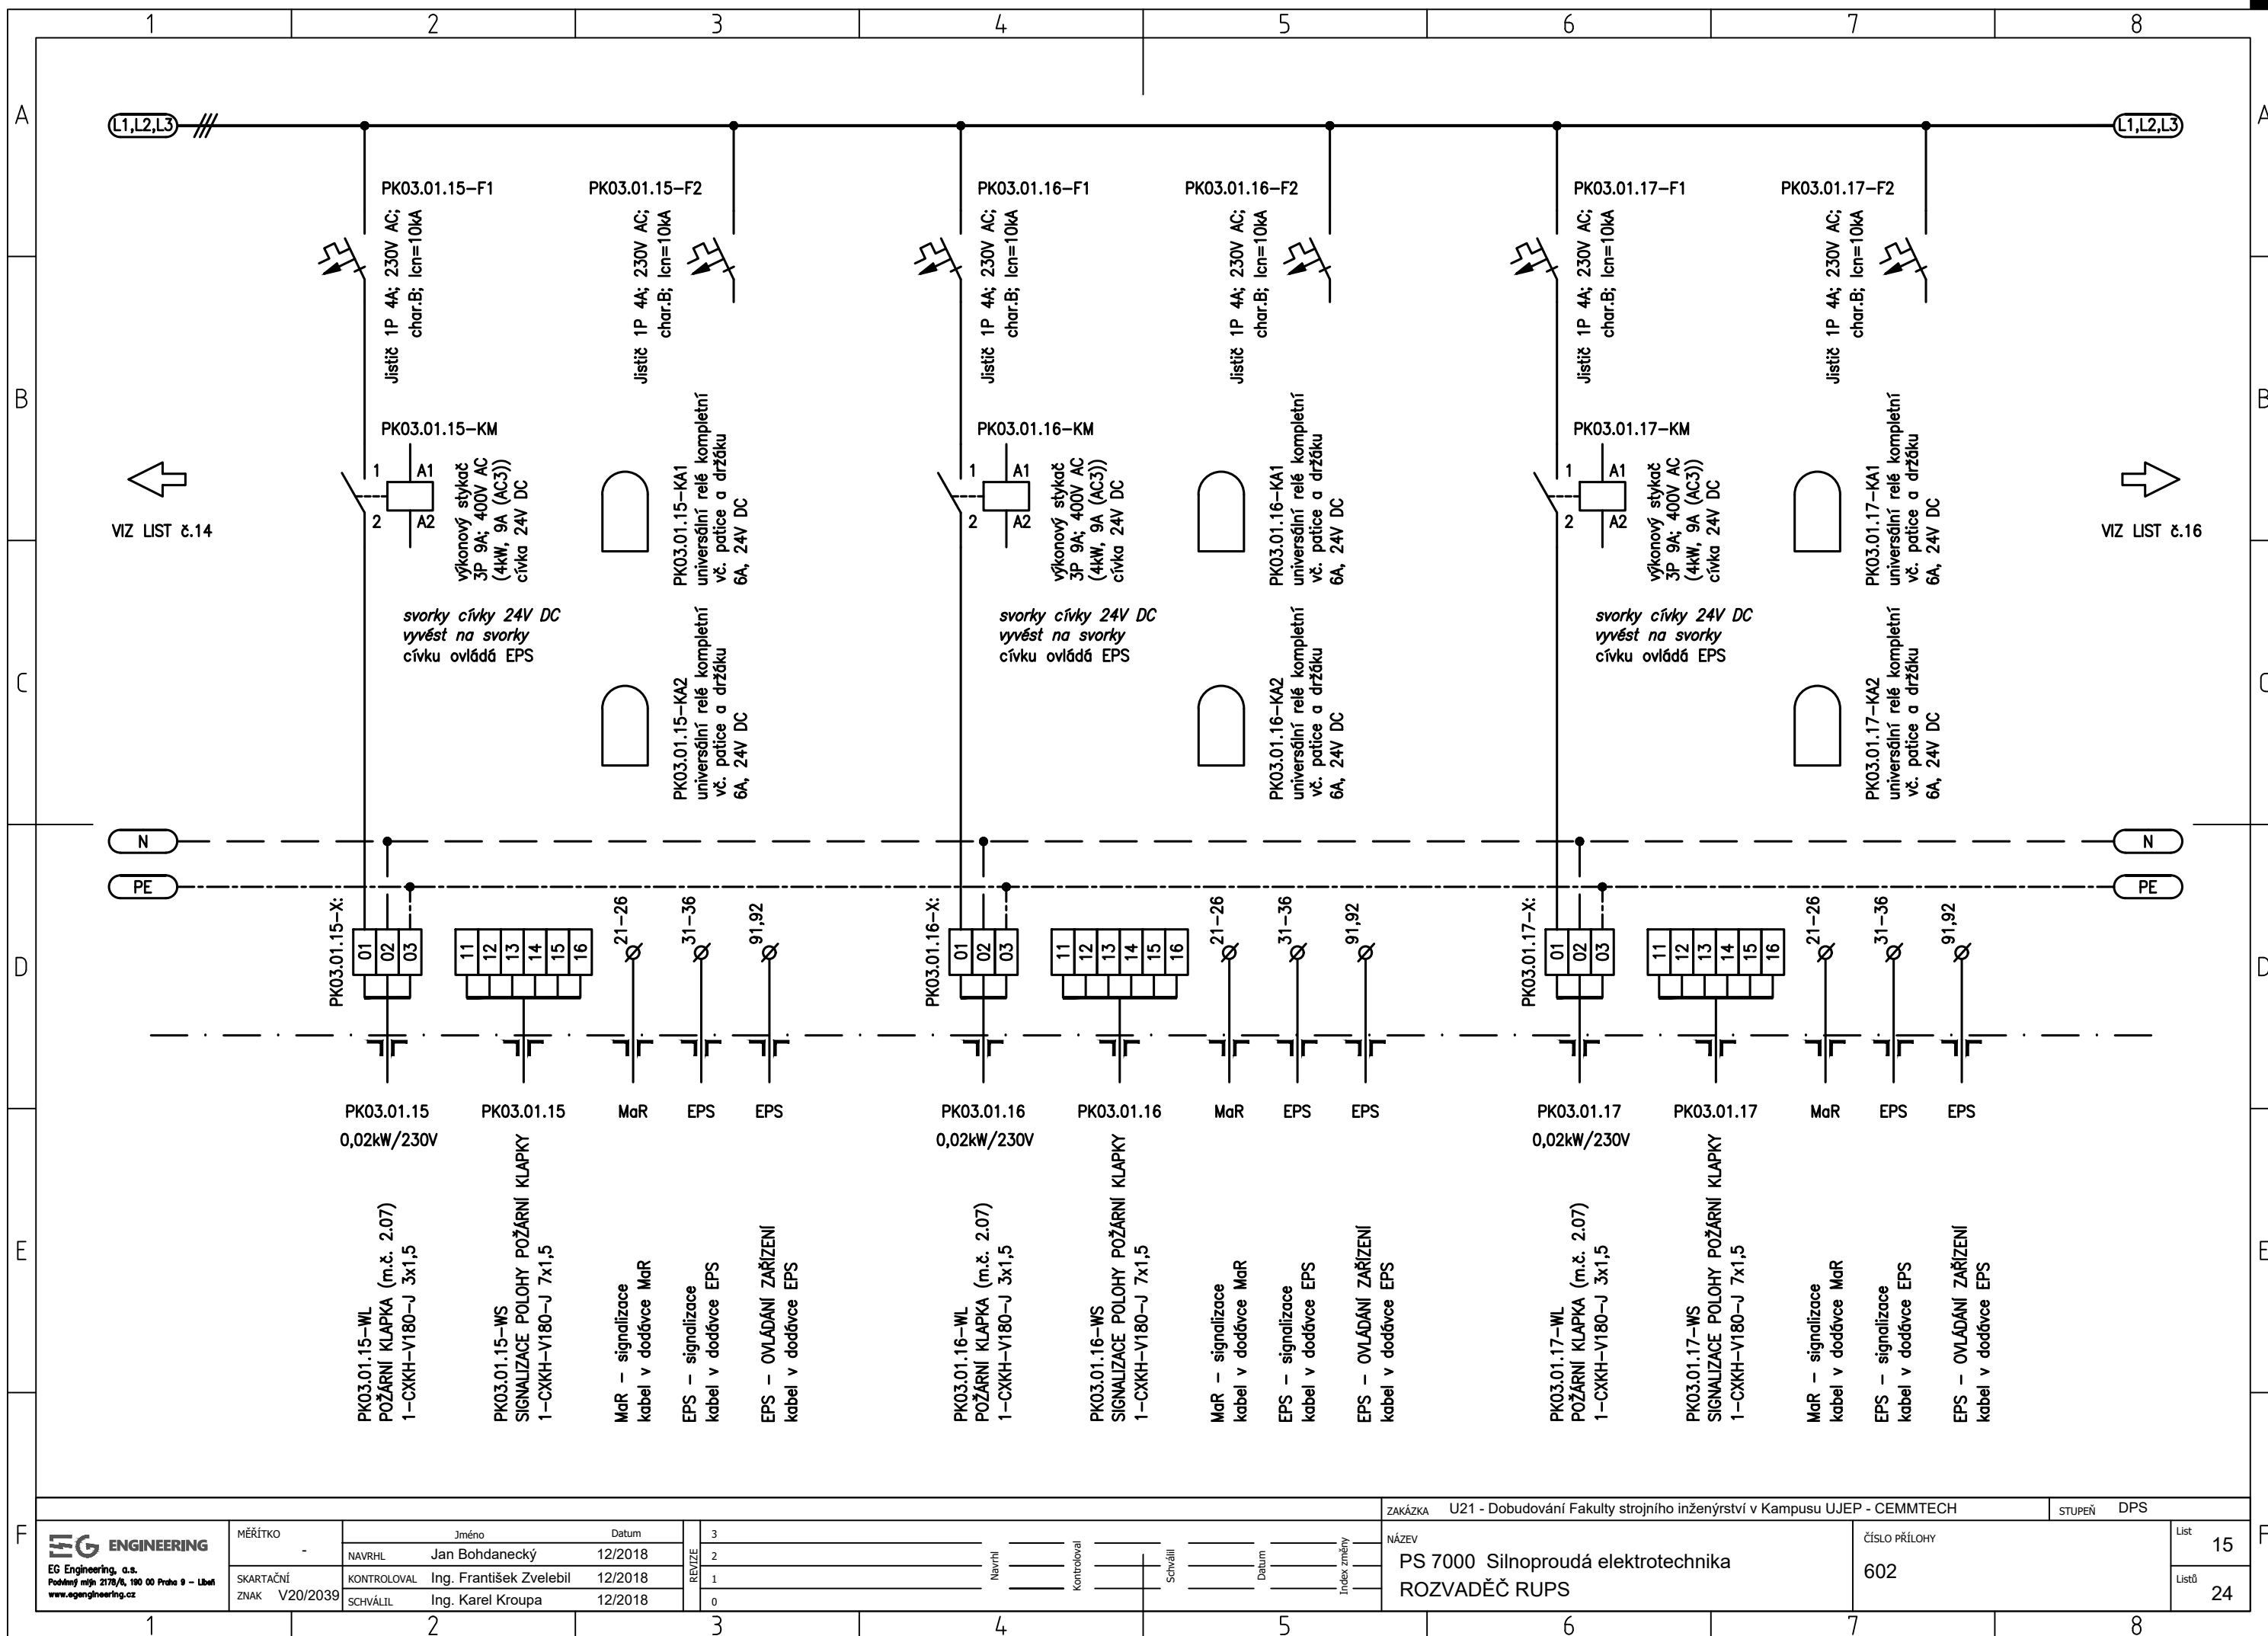 1 2 3 4 5 6 7 8
A A
L1,L2,L3 L1,L2,L3
PK03.01.15-F1
Jistič 1P 4A; 230V AC;
char.B; Icn=10kA
PK03.01.15-F2
Jistič 1P 4A; 230V AC;
char.B; Icn=10kA
PK03.01.16-F1
Jistič 1P 4A; 230V AC;
char.B; Icn=10kA
PK03.01.16-F2
Jistič 1P 4A; 230V AC;
char.B; Icn=10kA
PK03.01.17-F1
Jistič 1P 4A; 230V AC;
char.B; Icn=10kA
PK03.01.17-F2
Jistič 1P 4A; 230V AC;
char.B; Icn=10kA
B B
VIZ LIST č.14
PK03.01.15-KM
1 A1
2 A2
výkonový stykač
3P 9A; 400V AC
(4kW, 9A (AC3))
cívka 24V DC
svorky cívky 24V DC
vyvést na svorky
cívku ovládá EPS
PK03.01.15-KA1
universální relé kompletní
vč. patice a držáku
6A, 24V DC
PK03.01.15-KA2
universální relé kompletní
vč. patice a držáku
6A, 24V DC
PK03.01.16-KM
1 A1
2 A2
výkonový stykač
3P 9A; 400V AC
(4kW, 9A (AC3))
cívka 24V DC
svorky cívky 24V DC
vyvést na svorky
cívku ovládá EPS
PK03.01.16-KA1
universální relé kompletní
vč. patice a držáku
6A, 24V DC
PK03.01.16-KA2
universální relé kompletní
vč. patice a držáku
6A, 24V DC
PK03.01.17-KM
1 A1
2 A2
výkonový stykač
3P 9A; 400V AC
(4kW, 9A (AC3))
cívka 24V DC
svorky cívky 24V DC
vyvést na svorky
cívku ovládá EPS
PK03.01.17-KA1
universální relé kompletní
vč. patice a držáku
6A, 24V DC
PK03.01.17-KA2
universální relé kompletní
vč. patice a držáku
6A, 24V DC
VIZ LIST č.16
C C
N N
PE PE
D D
PK03.01.15-X:
01 02 03
11 12 13 14 15 16
21-26
31-36
91,92
PK03.01.16-X:
01 02 03
11 12 13 14 15 16
21-26
31-36
91,92
PK03.01.17-X:
01 02 03
11 12 13 14 15 16
21-26
31-36
91,92
PK03.01.15 PK03.01.15 MaR EPS EPS PK03.01.16 PK03.01.16 MaR EPS EPS PK03.01.17 PK03.01.17 MaR EPS EPS
0,02kW/230V 0,02kW/230V 0,02kW/230V
E E
PK03.01.15-WL
POŽÁRNÍ KLAPKA (m.č. 2.07)
1-CXKH-V180-J 3x1,5
PK03.01.15-WS
SIGNALIZACE POLOHY POŽÁRNÍ KLAPKY
1-CXKH-V180-J 7x1,5
MaR - signalizace
kabel v dodávce MaR
EPS - signalizace
kabel v dodávce EPS
EPS - OVLÁDÁNÍ ZAŘÍZENÍ
kabel v dodávce EPS
PK03.01.16-WL
POŽÁRNÍ KLAPKA (m.č. 2.07)
1-CXKH-V180-J 3x1,5
PK03.01.16-WS
SIGNALIZACE POLOHY POŽÁRNÍ KLAPKY
1-CXKH-V180-J 7x1,5
MaR - signalizace
kabel v dodávce MaR
EPS - signalizace
kabel v dodávce EPS
EPS - OVLÁDÁNÍ ZAŘÍZENÍ
kabel v dodávce EPS
PK03.01.17-WL
POŽÁRNÍ KLAPKA (m.č. 2.07)
1-CXKH-V180-J 3x1,5
PK03.01.17-WS
SIGNALIZACE POLOHY POŽÁRNÍ KLAPKY
1-CXKH-V180-J 7x1,5
MaR - signalizace
kabel v dodávce MaR
EPS - signalizace
kabel v dodávce EPS
EPS - OVLÁDÁNÍ ZAŘÍZENÍ
kabel v dodávce EPS
F F
EG ENGINEERING
EG Engineering, a.s.
Podvinný mlýn 2178/6, 190 00 Praha 9 - Libeň
www.egengineering.cz
MĚŘÍTKO
-
SKARTAČNÍ
ZNAK V20/2039
Jméno Datum
NAVRHL Jan Bohdanecký 12/2018
KONTROLOVAL Ing. František Zvelebil 12/2018
SCHVÁLIL Ing. Karel Kroupa 12/2018
REVIZE
3
2
1
0
Navrhl
Kontroloval
Schválil
Datum
Index změny
ZAKÁZKA U21 - Dobudování Fakulty strojního inženýrství v Kampusu UJEP - CEMMTECH
STUPEŇ DPS
NÁZEV
PS 7000 Silnoproudá elektrotechnika
ROZVADĚČ RUPS
ČÍSLO PŘÍLOHY
602
List
15
Listů
24
1 2 3 4 5 6 7 8